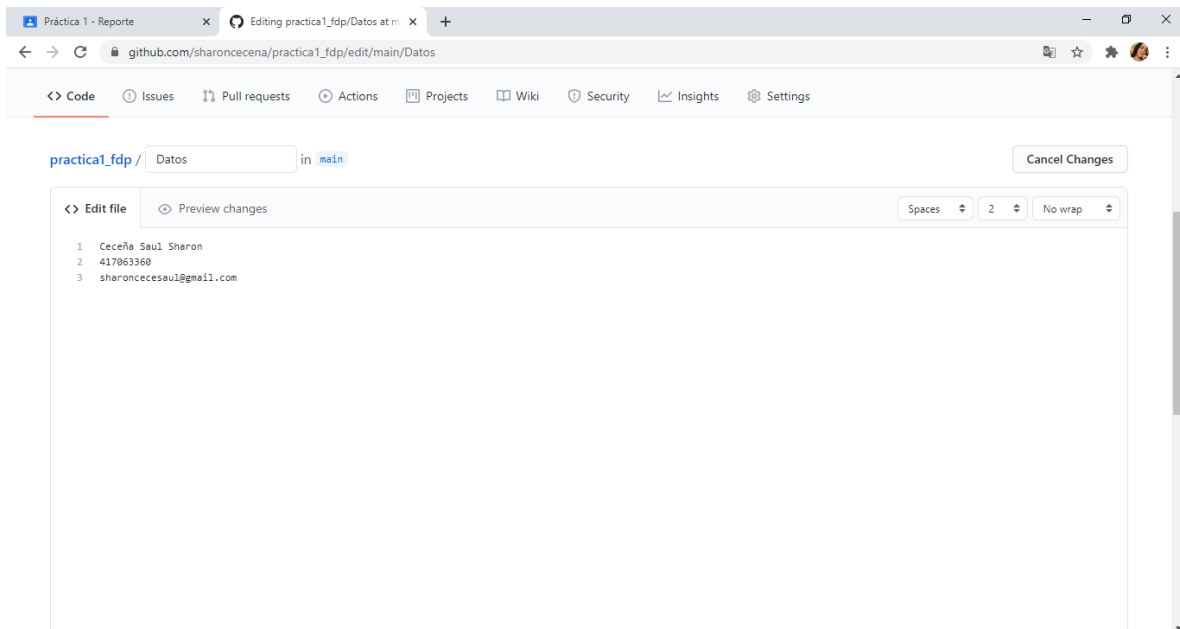 Práctica 1 - Reporte
Editing practica1_fdp/Datos at m
github.com/sharoncecena/practica1_fdp/edit/main/Datos
Code Issues Pull requests Actions Projects Wiki Security Insights Settings
practica1_fdp / Datos in main Cancel Changes
<> Edit file Preview changes Spaces 2 No wrap
1 Ceceña Saul Sharon
2 417063360
3 sharoncecesaul@gmail.com